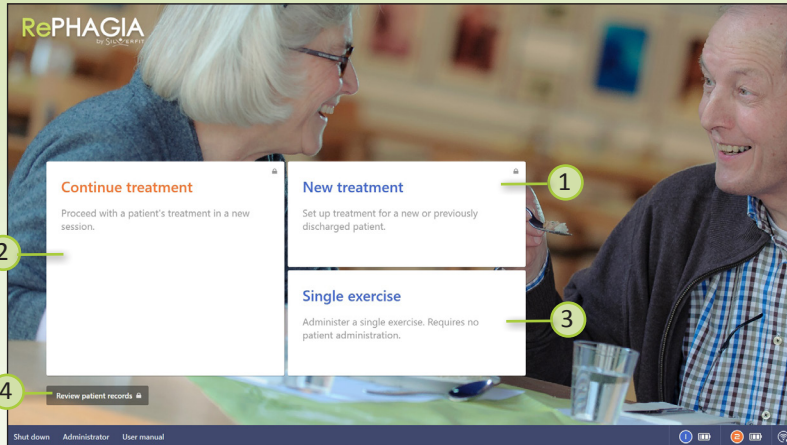 RePHAGIA
by SilverFit
Continue treatment
Proceed with a patient's treatment in a new
session.
2
New treatment
Set up treatment for a new or previously
discharged patient.
1
Single exercise
Administer a single exercise. Requires no
patient administration.
3
4
Review patient records
Shut down Administrator User manual
1
2